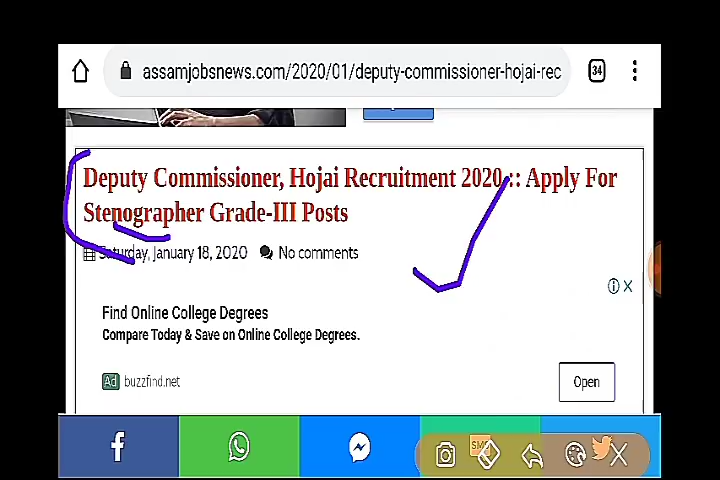 assamjobsnews.com/2020/01/deputy-commissioner-hojai-rec
34
Deputy Commissioner, Hojai Recruitment 2020 :: Apply For
Stenographer Grade-III Posts
Saturday, January 18, 2020 No comments
Find Online College Degrees
Compare Today & Save on Online College Degrees.
Ad buzzfind.net
Open
SMS